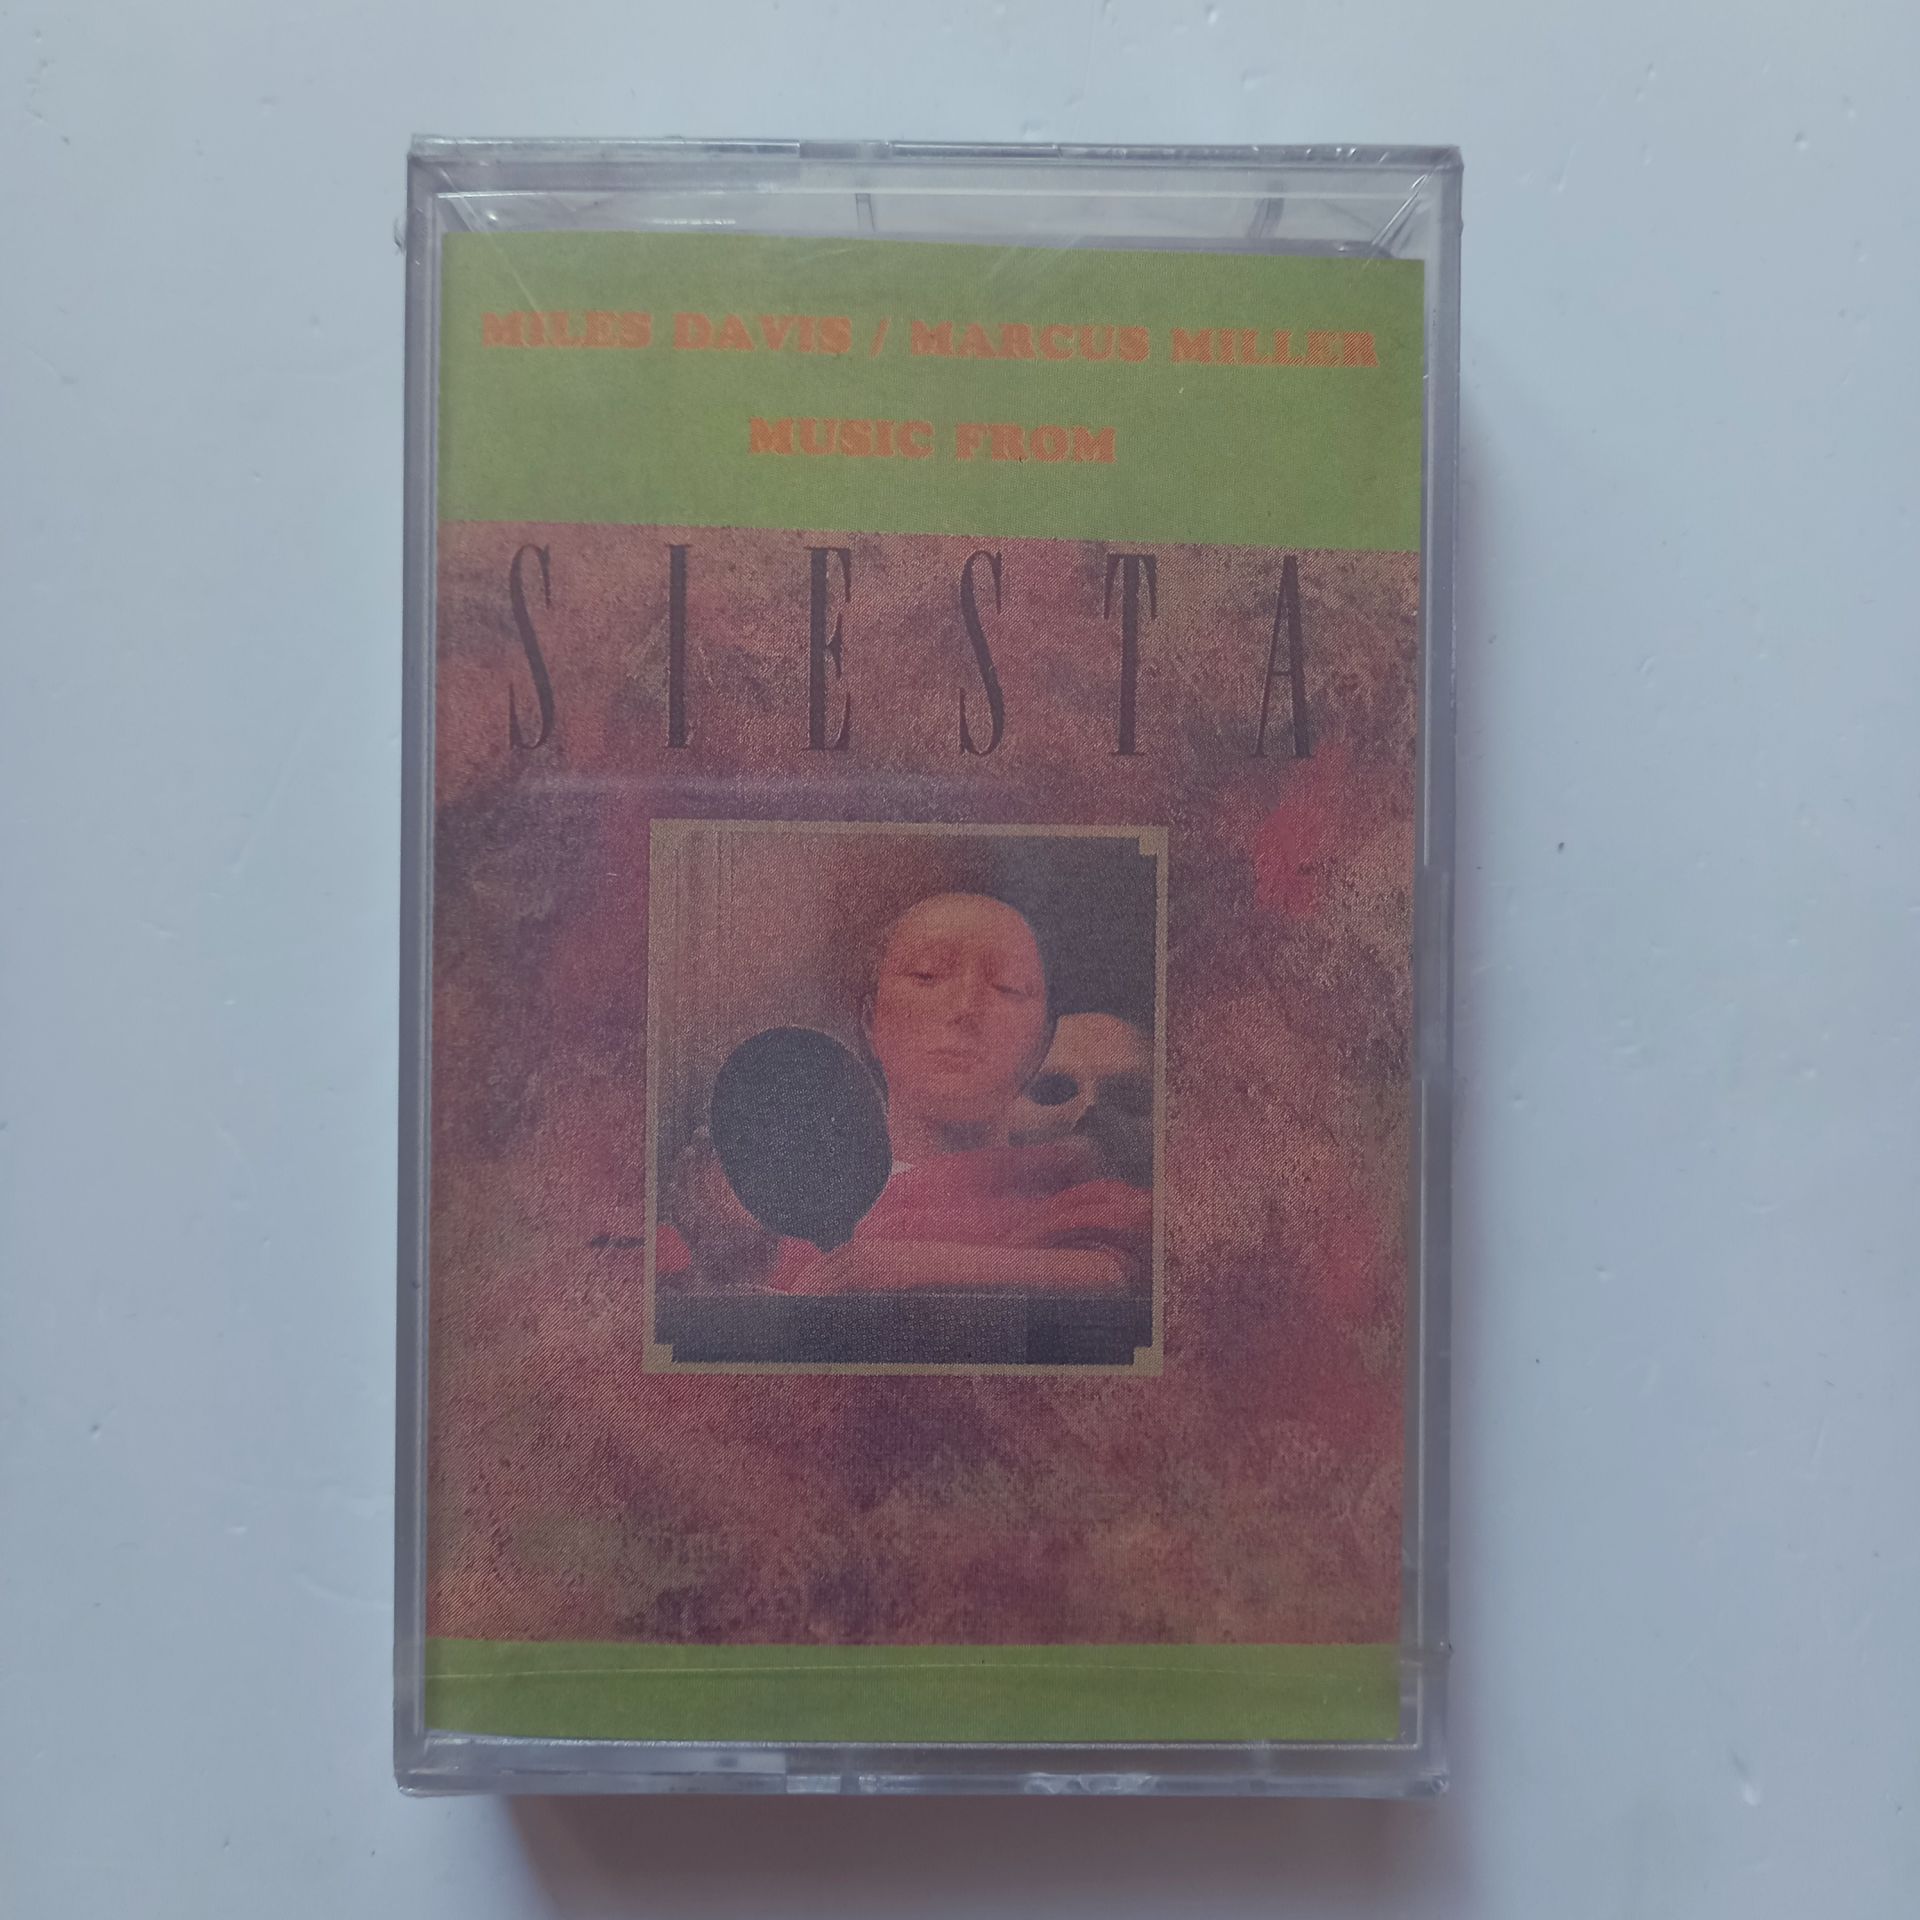 MILES DAVIS / MARCUS MILLER
MUSIC FROM
SIESTA